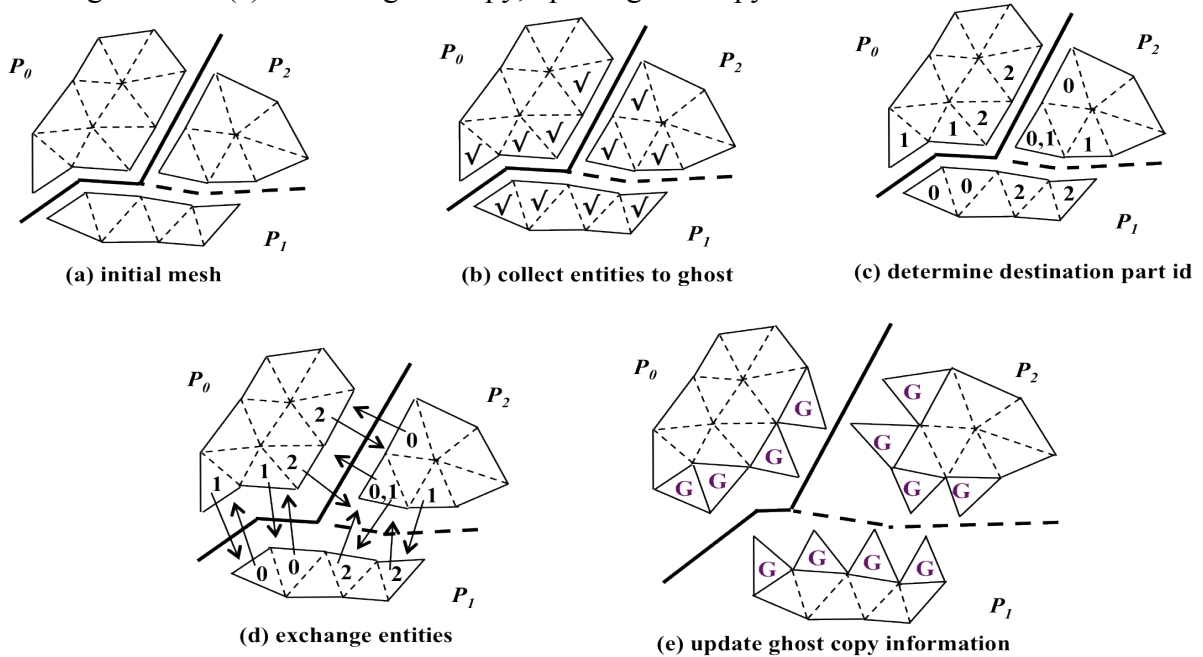 P₀
P₂
P₁
(a) initial mesh
P₀
P₂
√
√
√ √ √
√ √
√ √ √ √
P₁
(b) collect entities to ghost
P₀
P₂
2
0
1 1 2
0,1 1
0 0 2 2
P₁
(c) determine destination part id
P₀
P₂
2
0
1 1 2
0,1 1
0 0 2 2
P₁
(d) exchange entities
P₀
P₂
G
G
G G
G
G
G G
G G G G
P₁
(e) update ghost copy information